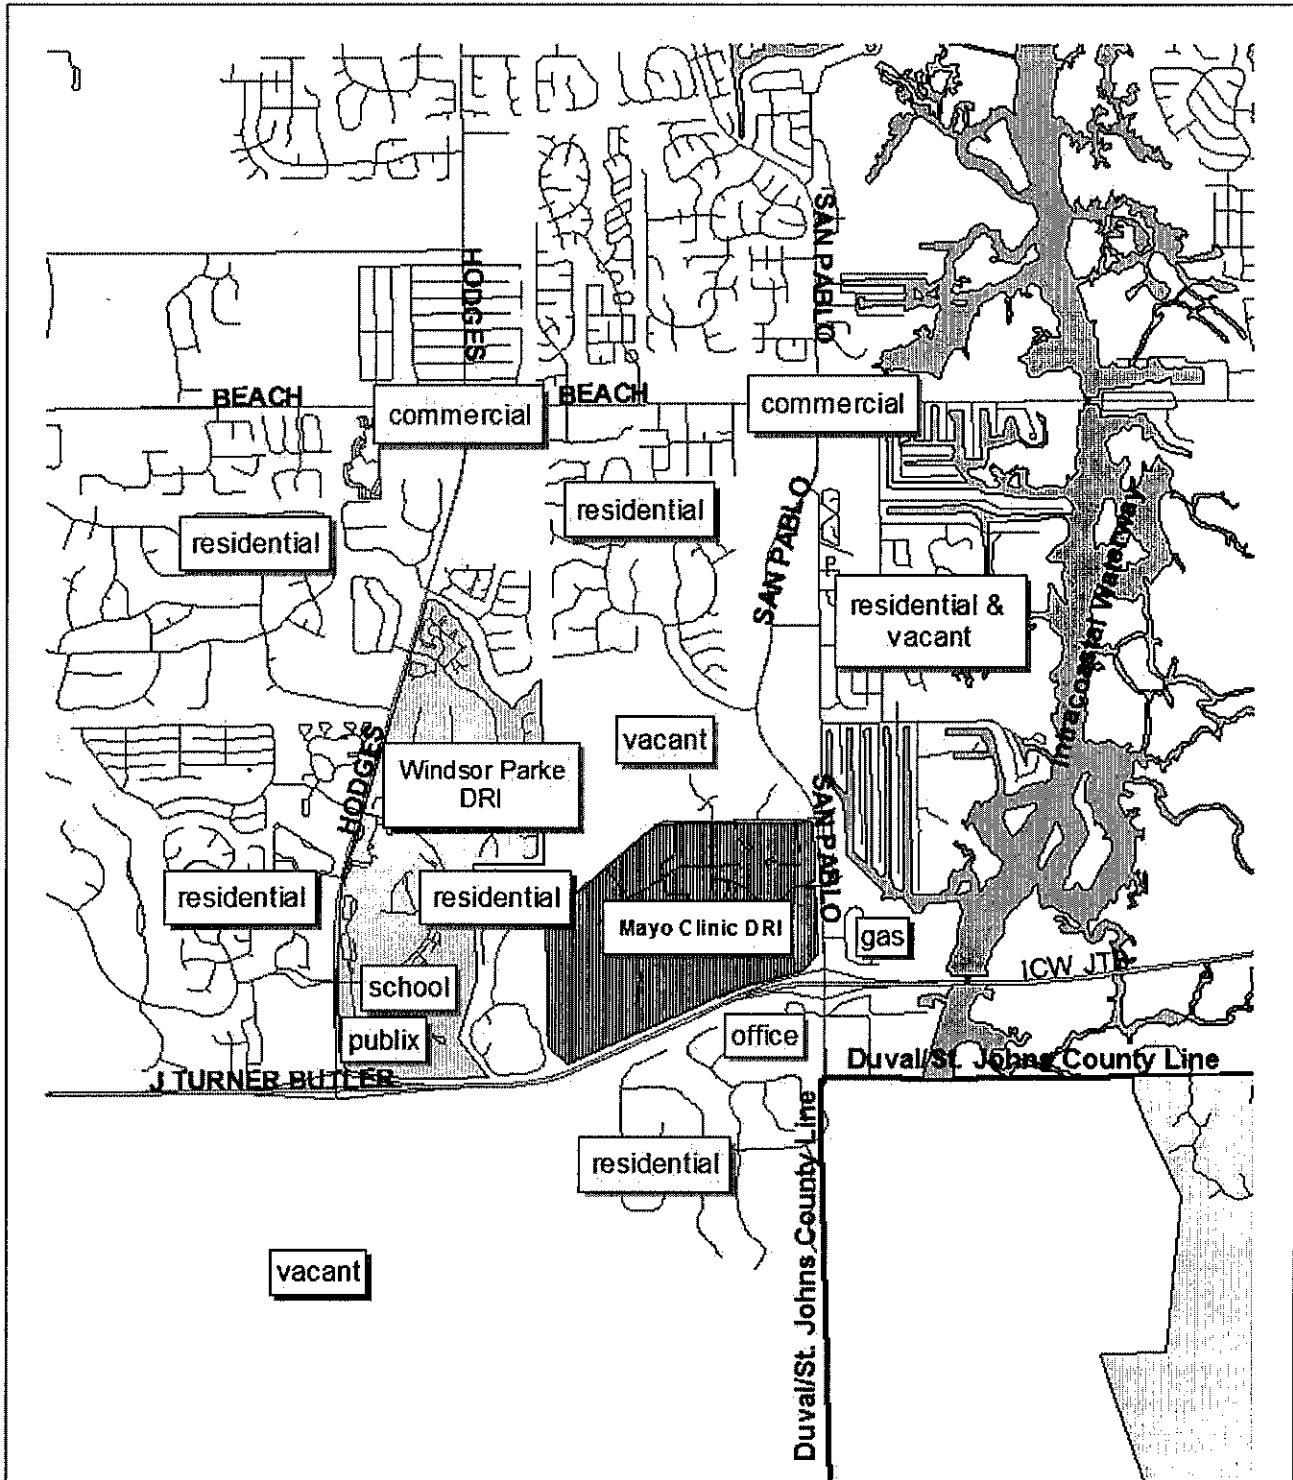 SAN PABLO
HODGES
BEACH
BEACH
commercial
commercial
residential
SAN PABLO
residential
residential &
vacant
Intracoastal Waterway
vacant
HODGES
Windsor Parke
DRI
SAN PABLO
residential
residential
Mayo Clinic DRI
gas
ICW JTB
school
publix
office
J TURNER BUTLER
Duval/St. Johns County Line
residential
Duval/St. Johns County Line
vacant